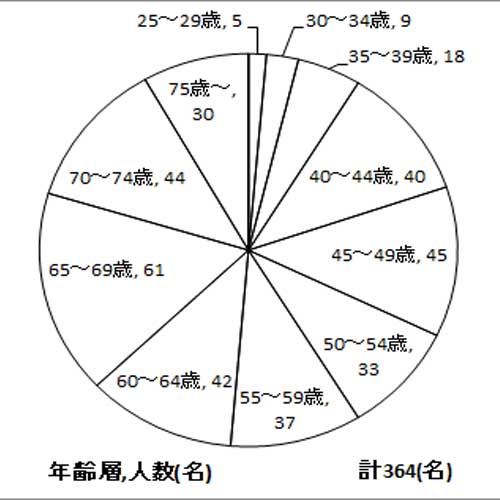 25～29歳, 5
30～34歳, 9
35～39歳, 18
40～44歳, 40
45～49歳, 45
50～54歳,
33
55～59歳,
37
60～64歳, 42
65～69歳, 61
70～74歳, 44
75歳～,
30
年齢層,人数(名)
計364(名)